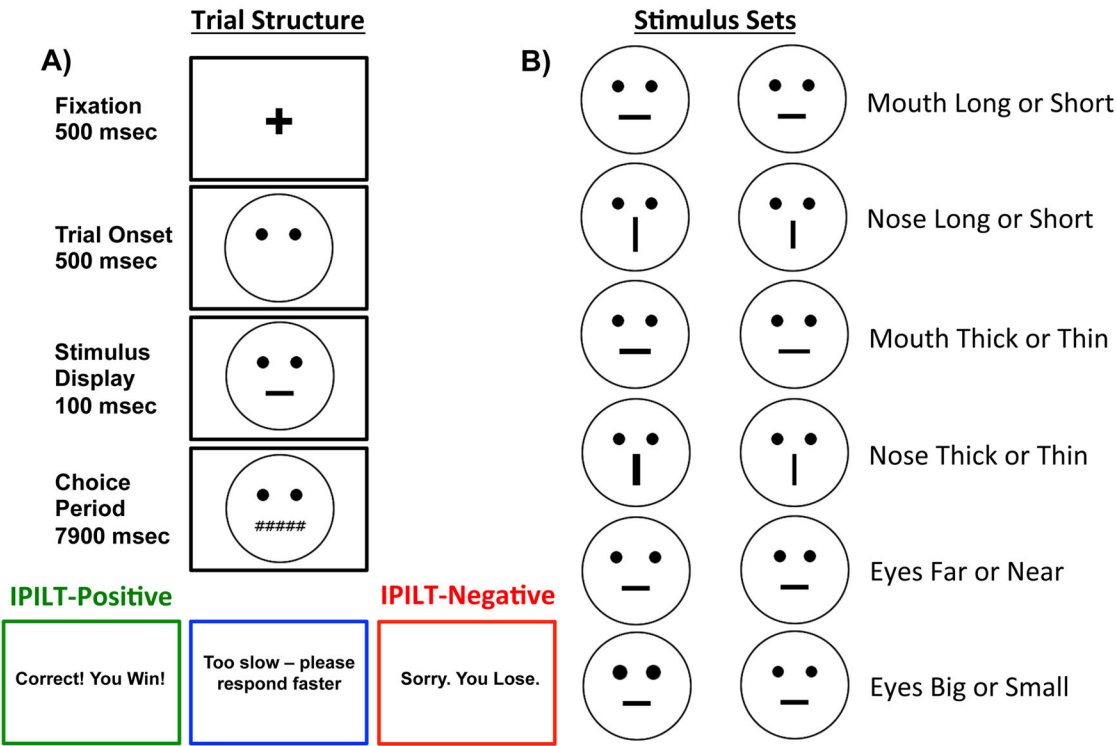 Trial Structure
A)
Fixation
500 msec
+
Trial Onset
500 msec
Stimulus
Display
100 msec
Choice
Period
7900 msec
#####
IPILT-Positive
Correct! You Win!
Too slow – please
respond faster
IPILT-Negative
Sorry. You Lose.
Stimulus Sets
B)
Mouth Long or Short
Nose Long or Short
Mouth Thick or Thin
Nose Thick or Thin
Eyes Far or Near
Eyes Big or Small